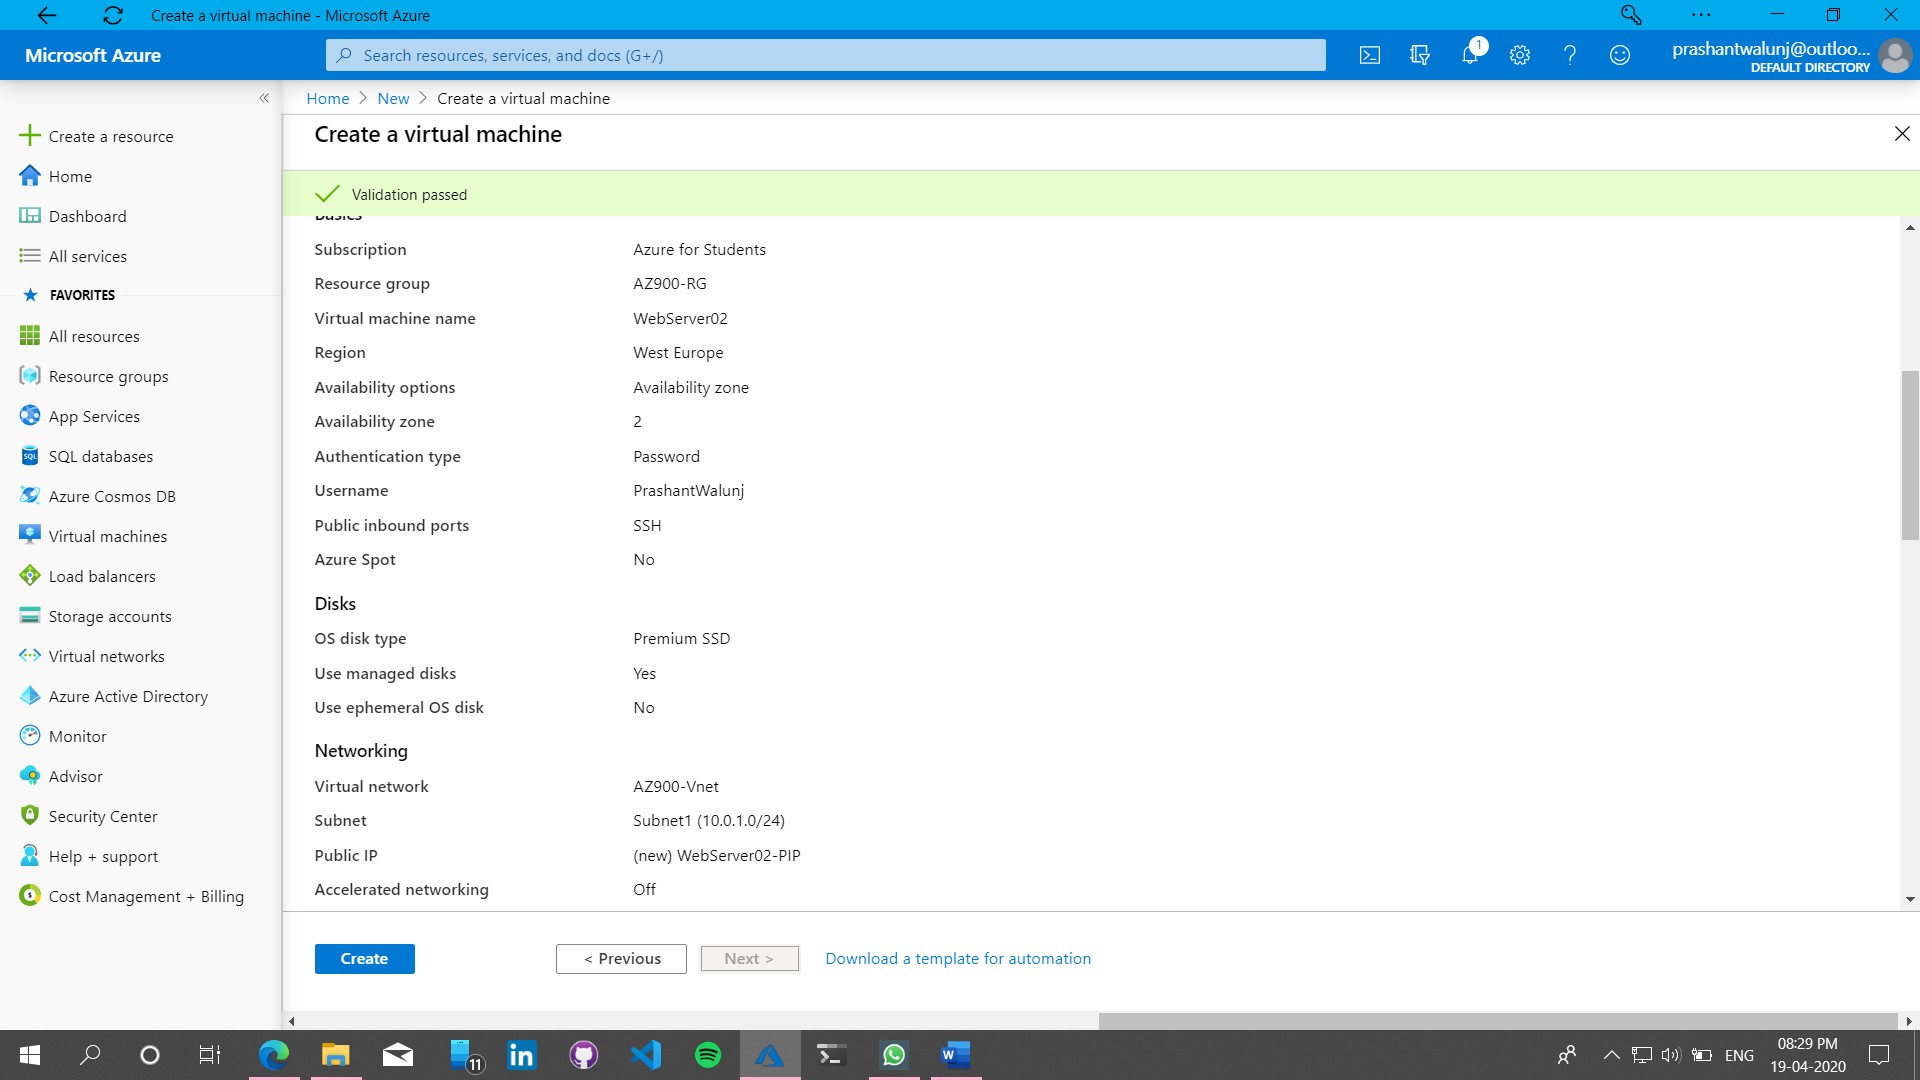 Create a virtual machine - Microsoft Azure
Microsoft Azure
Search resources, services, and docs (G+/)
1
prashantwalunj@outloo...
DEFAULT DIRECTORY
«
Home > New > Create a virtual machine
Create a virtual machine
Validation passed
Create a resource
Home
Dashboard
All services
FAVORITES
All resources
Resource groups
App Services
SQL databases
Azure Cosmos DB
Virtual machines
Load balancers
Storage accounts
Virtual networks
Azure Active Directory
Monitor
Advisor
Security Center
Help + support
Cost Management + Billing
Basics
Subscription Azure for Students
Resource group AZ900-RG
Virtual machine name WebServer02
Region West Europe
Availability options Availability zone
Availability zone 2
Authentication type Password
Username PrashantWalunj
Public inbound ports SSH
Azure Spot No
Disks
OS disk type Premium SSD
Use managed disks Yes
Use ephemeral OS disk No
Networking
Virtual network AZ900-Vnet
Subnet Subnet1 (10.0.1.0/24)
Public IP (new) WebServer02-PIP
Accelerated networking Off
Create < Previous Next > Download a template for automation
11
ENG
08:29 PM
19-04-2020